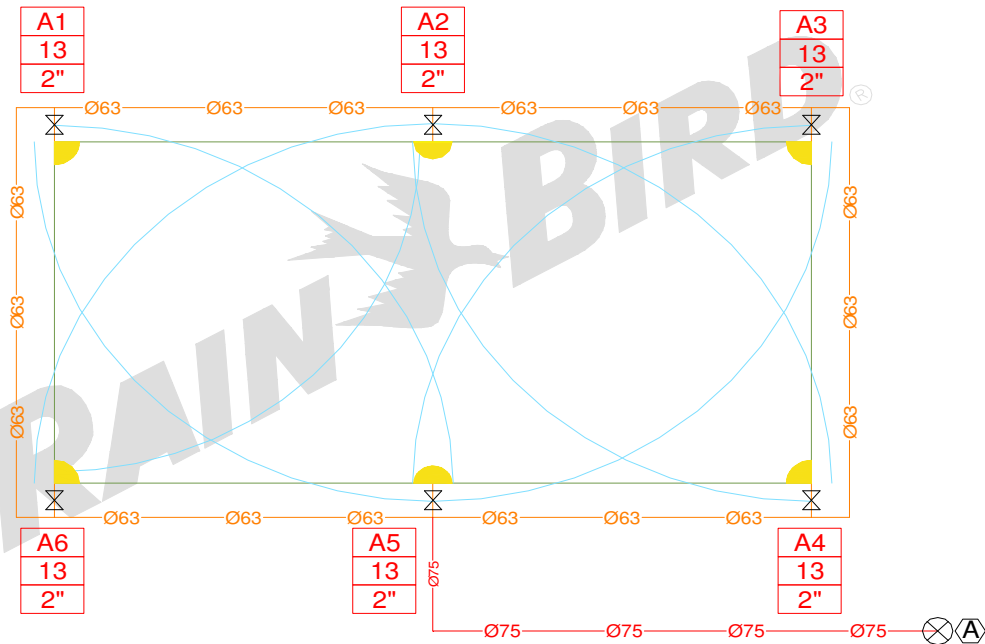 A1 A2 A3
13 13 13
2" 2" 2"
Ø63 Ø63 Ø63 Ø63 Ø63 Ø63
®
Ø63 Ø63
BIRD
Ø63 Ø63
RAIN
Ø63 Ø63
Ø63 Ø63 Ø63 Ø63 Ø63 Ø63
A6 A5 A4
13 13 Ø75 13
2" 2" 2"
Ø75 Ø75 Ø75 Ø75 A